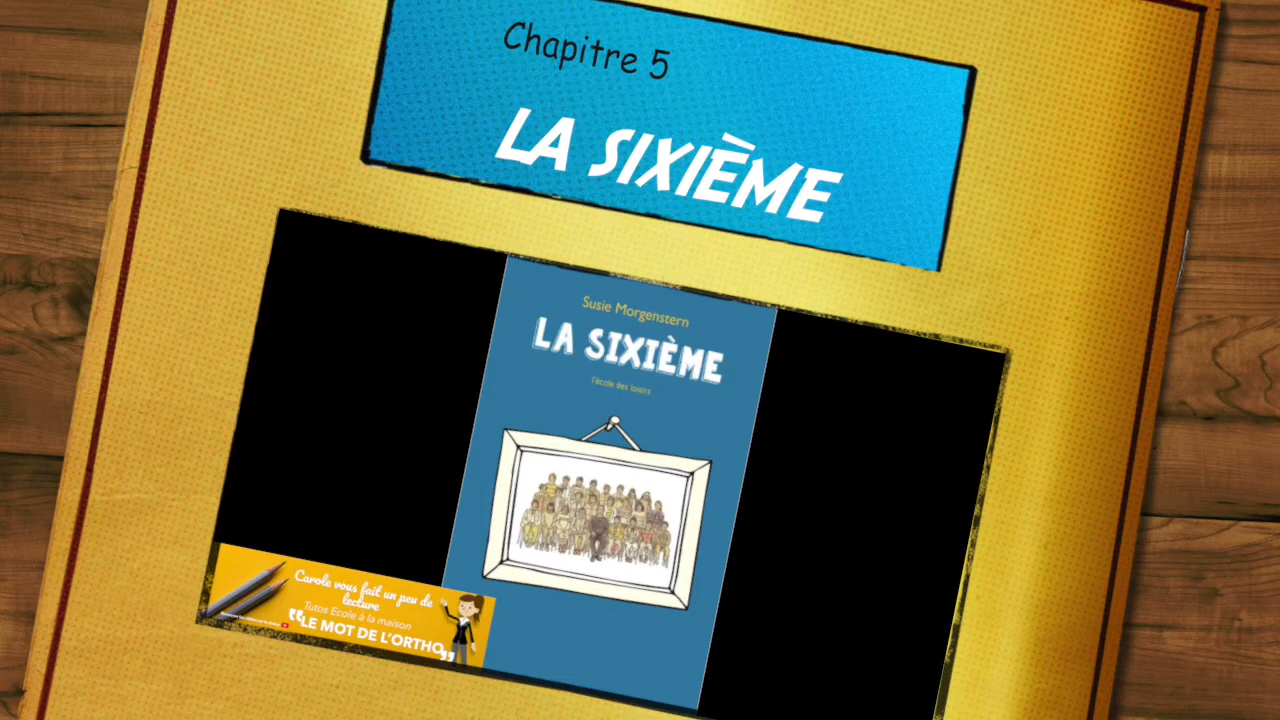 Chapitre 5
LA SIXIÈME
Susie Morgenstern
LA SIXIÈME
l'école des loisirs
Carole vous fait un peu de
lecture
Tutos Ecole à la maison
"LE MOT DE L'ORTHO"